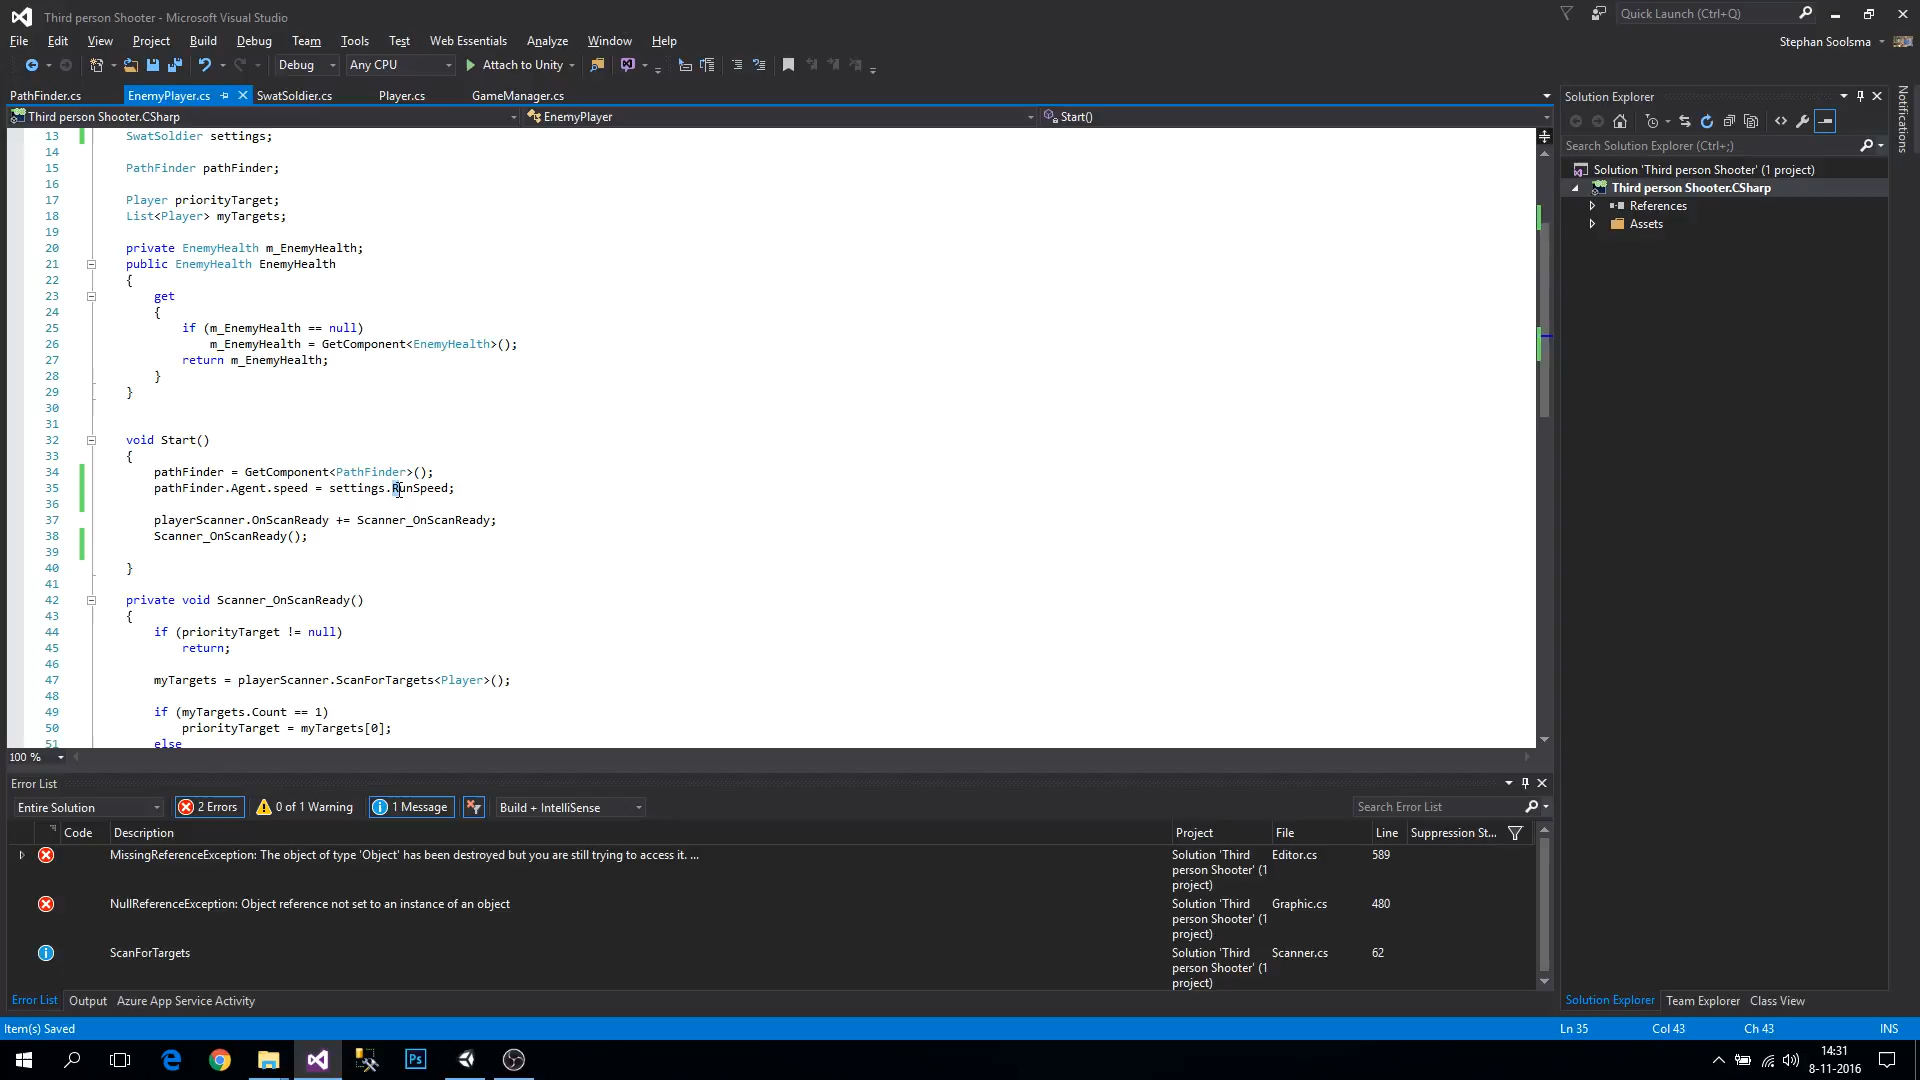 Third person Shooter - Microsoft Visual Studio
Quick Launch (Ctrl+Q)
File Edit View Project Build Debug Team Tools Test Web Essentials Analyze Window Help
Stephan Soolsma
Debug Any CPU Attach to Unity
PathFinder.cs EnemyPlayer.cs SwatSoldier.cs Player.cs GameManager.cs
Third person Shooter.CSharp EnemyPlayer Start()
13 SwatSoldier settings;
14
15 PathFinder pathFinder;
16
17 Player priorityTarget;
18 List<Player> myTargets;
19
20 private EnemyHealth m_EnemyHealth;
21 public EnemyHealth EnemyHealth
22 {
23 get
24 {
25 if (m_EnemyHealth == null)
26 m_EnemyHealth = GetComponent<EnemyHealth>();
27 return m_EnemyHealth;
28 }
29 }
30
31
32 void Start()
33 {
34 pathFinder = GetComponent<PathFinder>();
35 pathFinder.Agent.speed = settings.RunSpeed;
36
37 playerScanner.OnScanReady += Scanner_OnScanReady;
38 Scanner_OnScanReady();
39
40 }
41
42 private void Scanner_OnScanReady()
43 {
44 if (priorityTarget != null)
45 return;
46
47 myTargets = playerScanner.ScanForTargets<Player>();
48
49 if (myTargets.Count == 1)
50 priorityTarget = myTargets[0];
51 else
100 %
Solution Explorer
Search Solution Explorer (Ctrl+;)
Solution 'Third person Shooter' (1 project)
Third person Shooter.CSharp
References
Assets
Notifications
Error List
Entire Solution 2 Errors 0 of 1 Warning 1 Message Build + IntelliSense Search Error List
Code Description Project File Line Suppression St...
MissingReferenceException: The object of type 'Object' has been destroyed but you are still trying to access it. ... Solution 'Third Editor.cs 589
person Shooter' (1
project)
NullReferenceException: Object reference not set to an instance of an object Solution 'Third Graphic.cs 480
person Shooter' (1
project)
ScanForTargets Solution 'Third Scanner.cs 62
person Shooter' (1
project)
Error List Output Azure App Service Activity
Solution Explorer Team Explorer Class View
Item(s) Saved Ln 35 Col 43 Ch 43 INS
Ps
14:31
8-11-2016